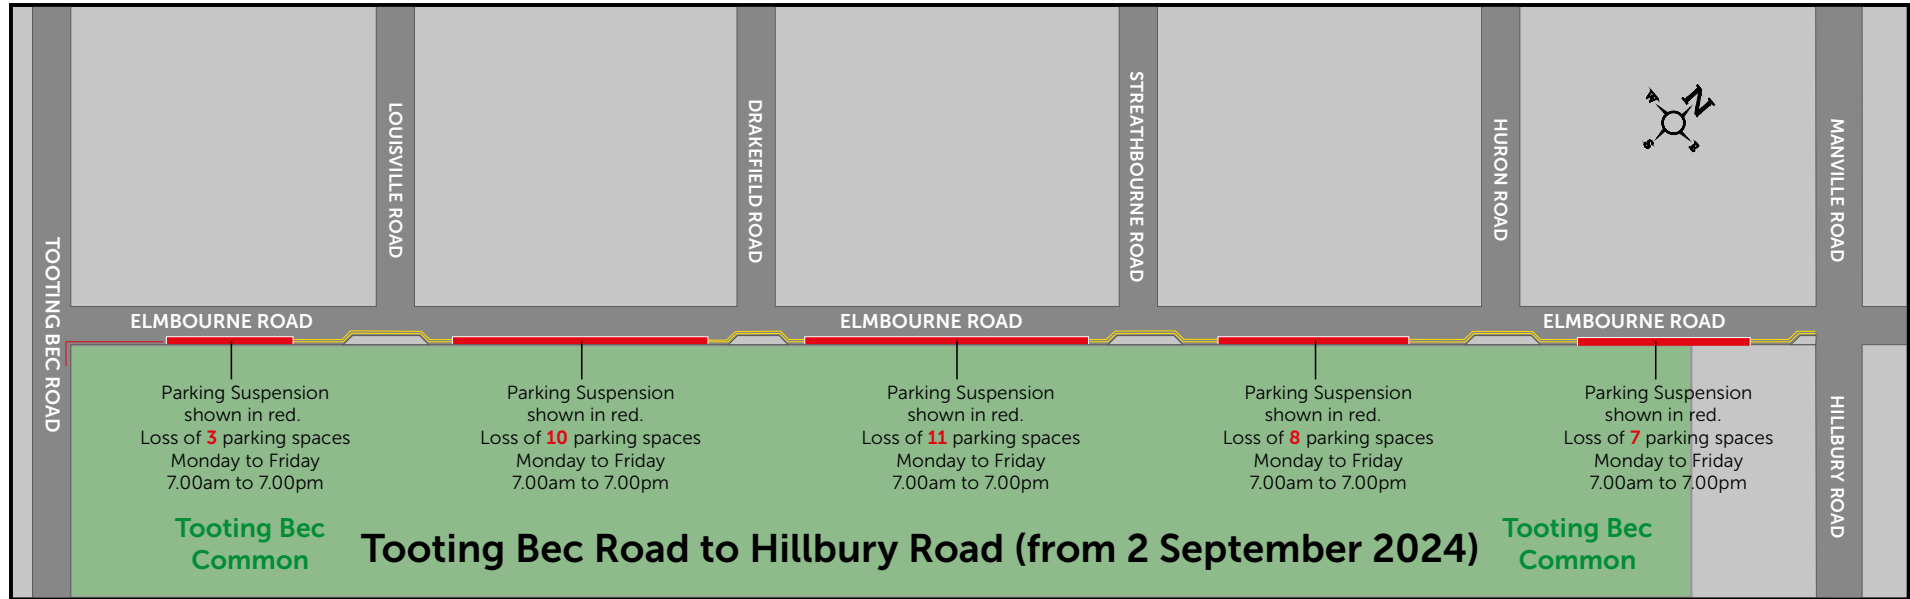 TOOTING BEC ROAD
LOUISVILLE ROAD
DRAKEFIELD ROAD
STREATHBOURNE ROAD
HURON ROAD
MANVILLE ROAD
HILLBURY ROAD
W
N
S
E
ELMBOURNE ROAD
ELMBOURNE ROAD
ELMBOURNE ROAD
Parking Suspension
shown in red.
Loss of 3 parking spaces
Monday to Friday
7.00am to 7.00pm
Parking Suspension
shown in red.
Loss of 10 parking spaces
Monday to Friday
7.00am to 7.00pm
Parking Suspension
shown in red.
Loss of 11 parking spaces
Monday to Friday
7.00am to 7.00pm
Parking Suspension
shown in red.
Loss of 8 parking spaces
Monday to Friday
7.00am to 7.00pm
Parking Suspension
shown in red.
Loss of 7 parking spaces
Monday to Friday
7.00am to 7.00pm
Tooting Bec
Common
Tooting Bec Road to Hillbury Road (from 2 September 2024)
Tooting Bec
Common